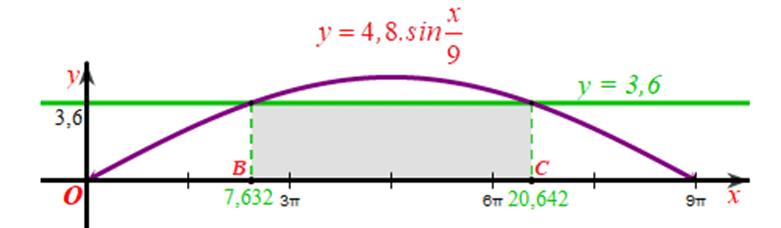 y = 4,8.sin x/9
y
y = 3,6
3,6
B
C
O
7,632
3π
6π
20,642
9π
x